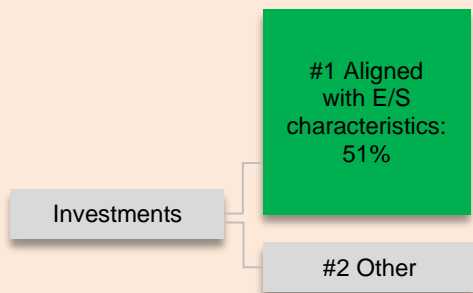 #1 Aligned
with E/S
characteristics:
51%
Investments
#2 Other